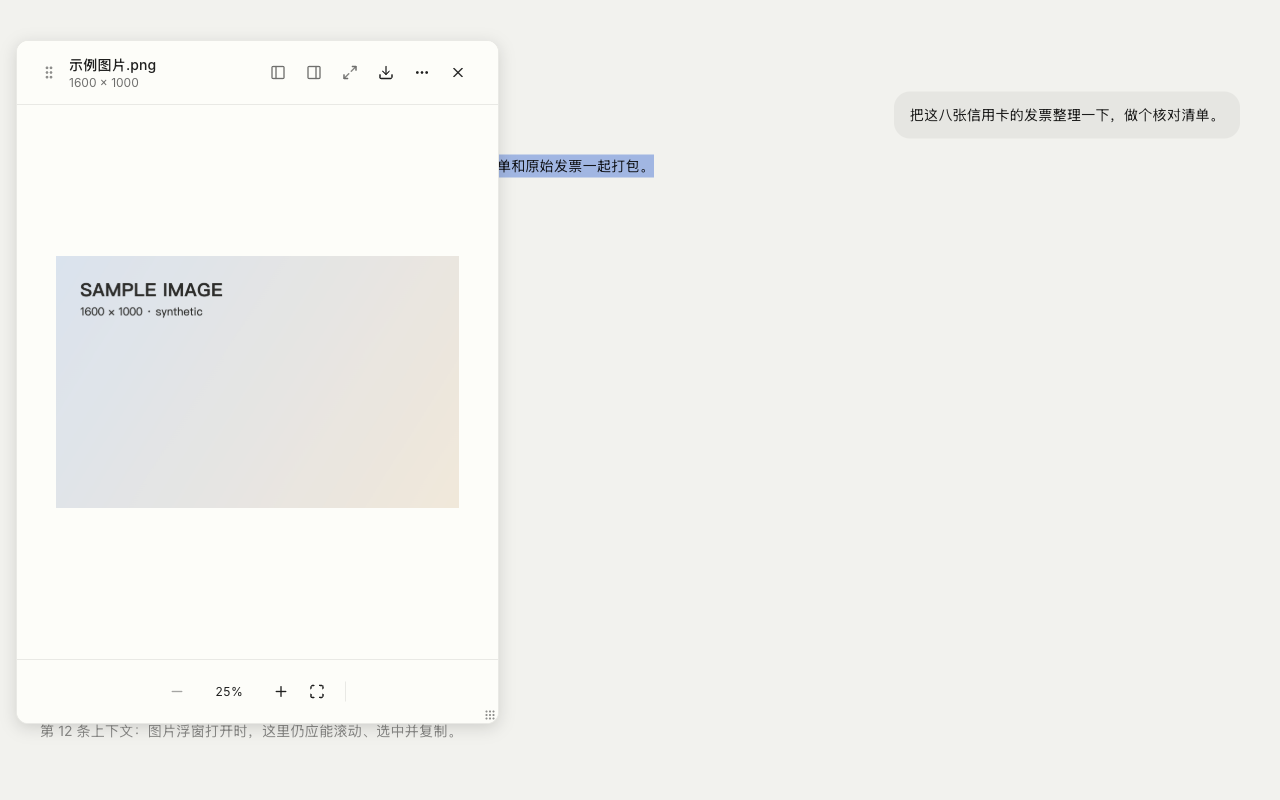 示例图片.png
1600 × 1000
把这八张信用卡的发票整理一下，做个核对清单。
单和原始发票一起打包。
SAMPLE IMAGE
1600 × 1000 · synthetic
25%
第 12 条上下文：图片浮窗打开时，这里仍应能滚动、选中并复制。